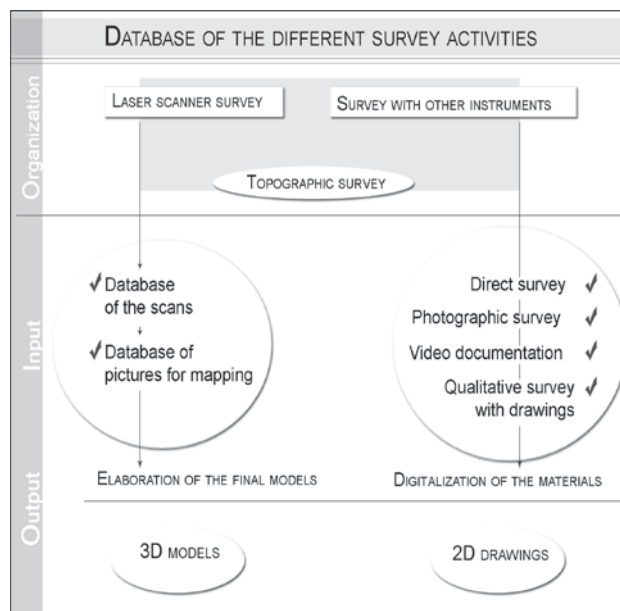 DATABASE OF THE DIFFERENT SURVEY ACTIVITIES
Organization
LASER SCANNER SURVEY
SURVEY WITH OTHER INSTRUMENTS
TOPOGRAPHIC SURVEY
Input
Database
of the scans
Database of
pictures for mapping
Direct survey
Photographic survey
Video documentation
Qualitative survey
with drawings
Output
ELABORATION OF THE FINAL MODELS
DIGITALIZATION OF THE MATERIALS
3D MODELS
2D DRAWINGS